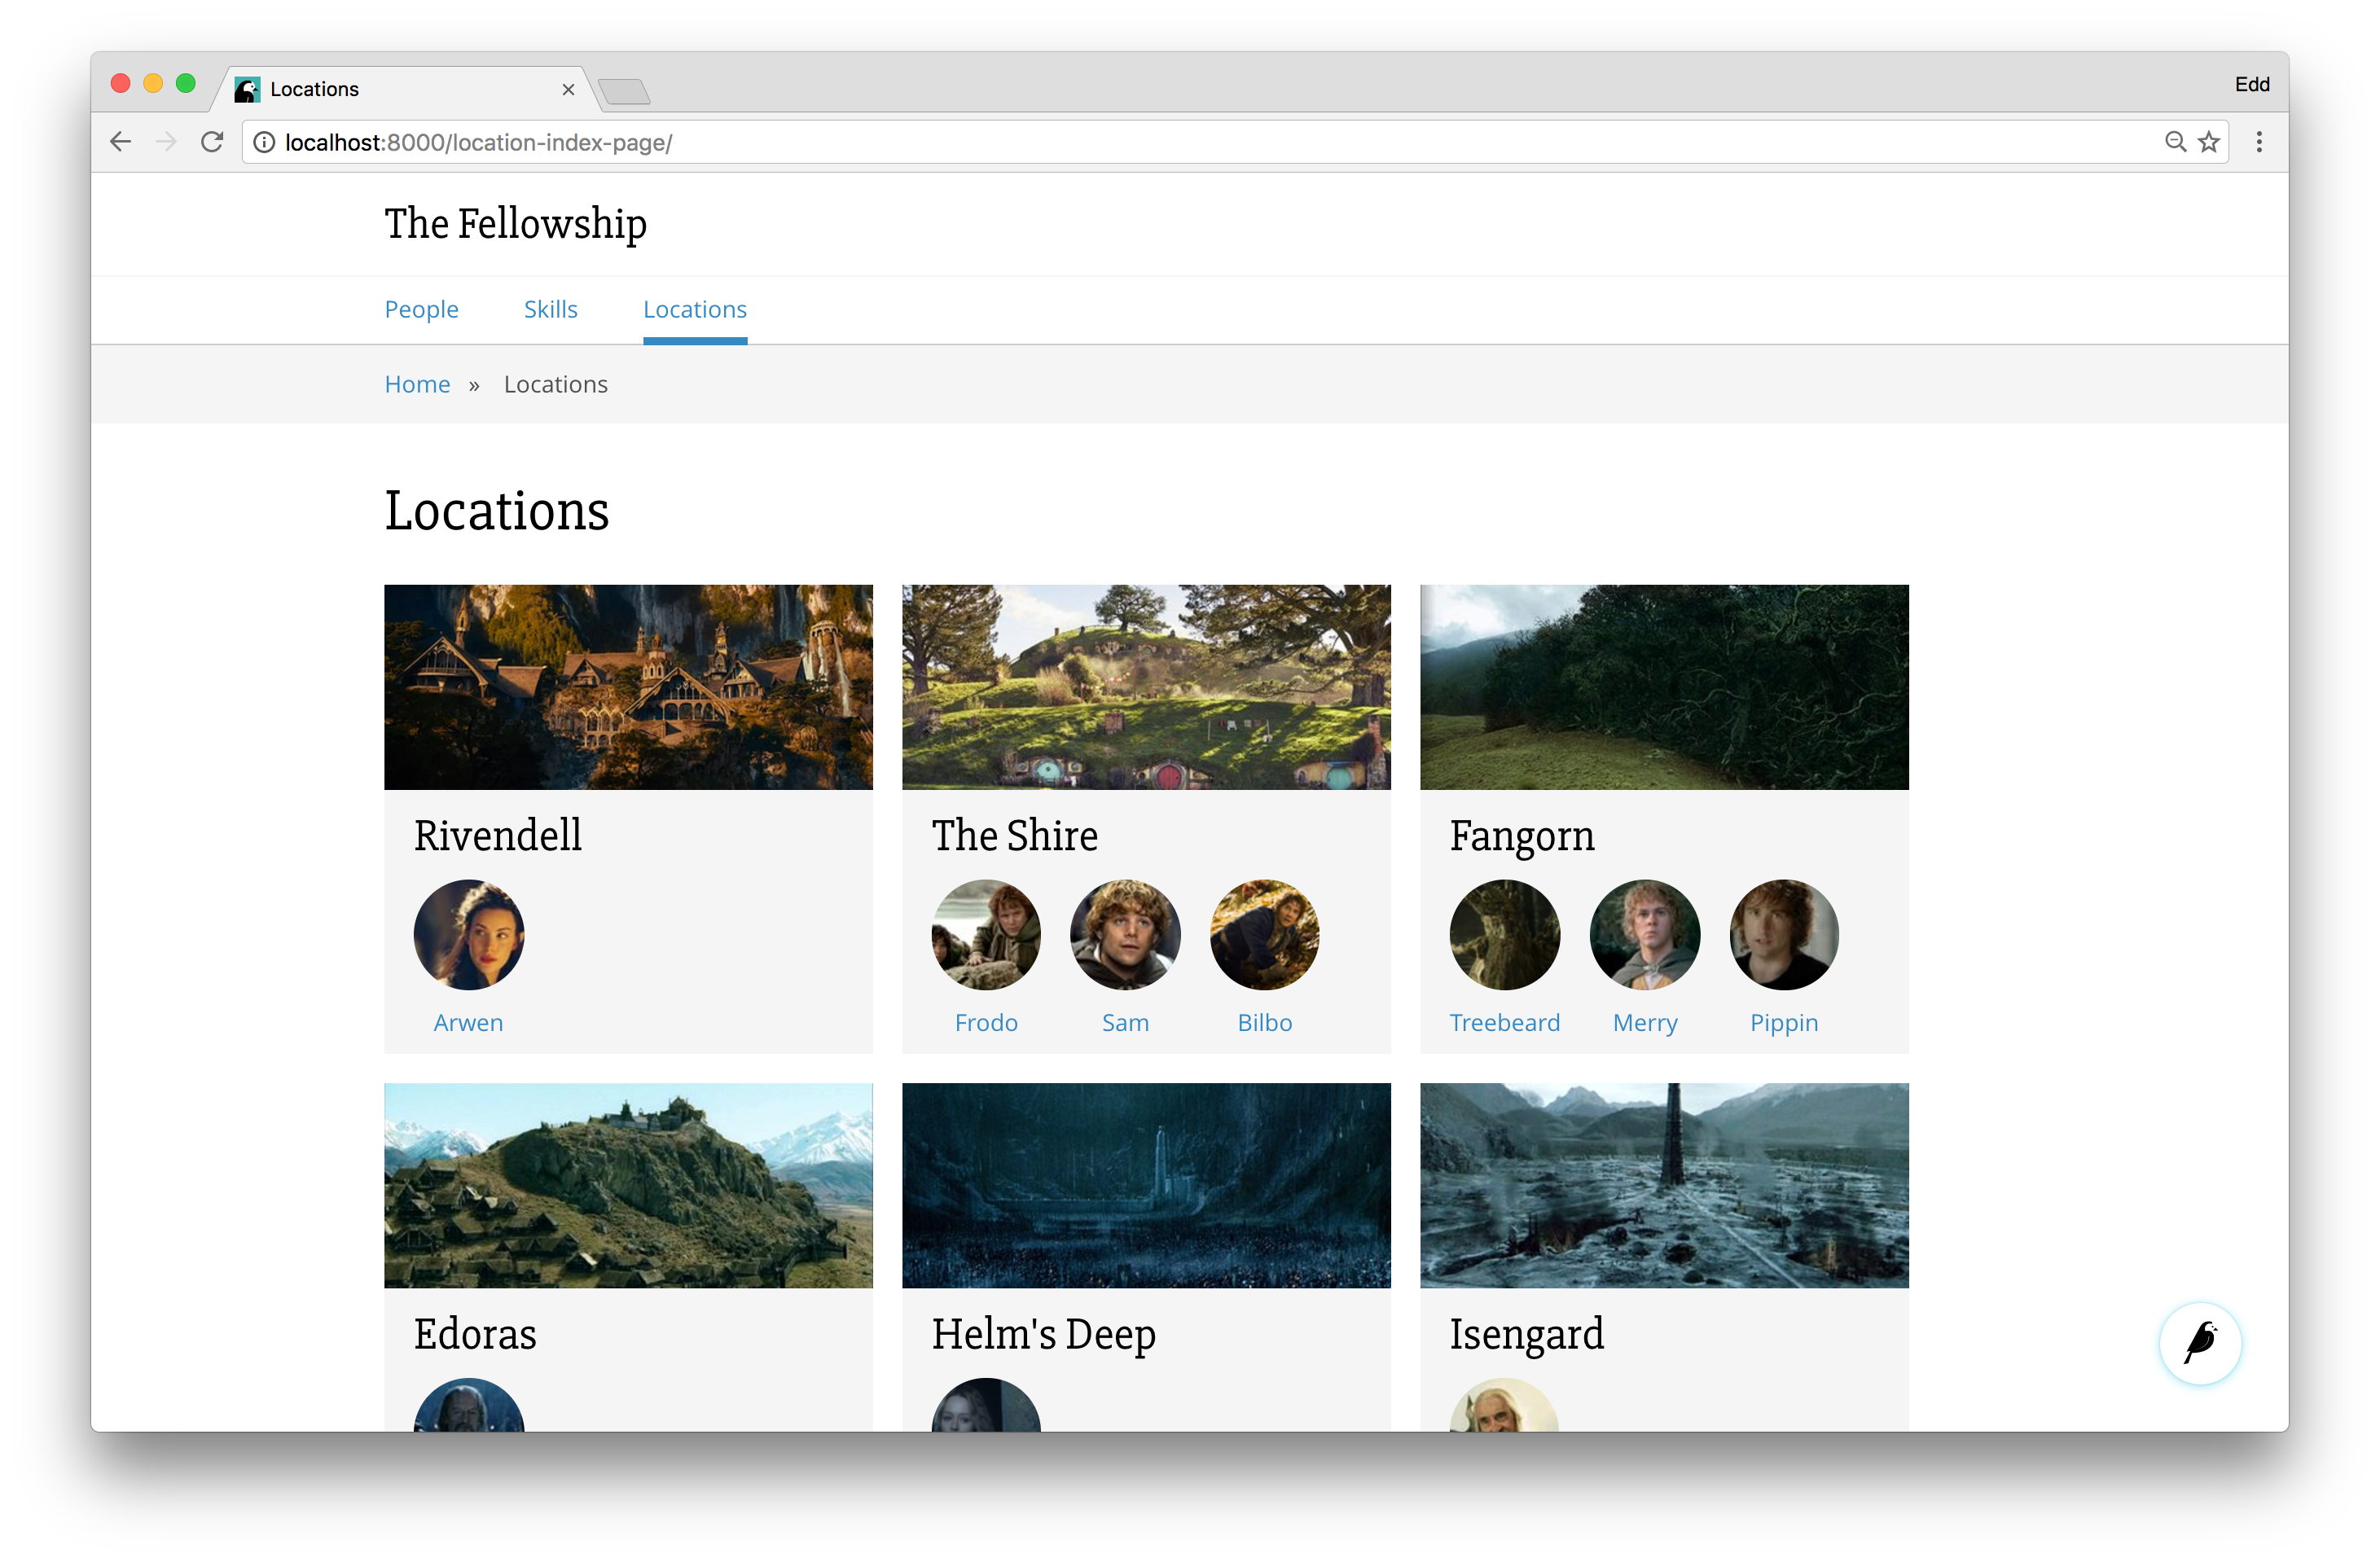 Locations
Edd
localhost:8000/location-index-page/
The Fellowship
People Skills Locations
Home » Locations
Locations
Rivendell
The Shire
Fangorn
Arwen
Frodo Sam Bilbo
Treebeard Merry Pippin
Edoras
Helm's Deep
Isengard